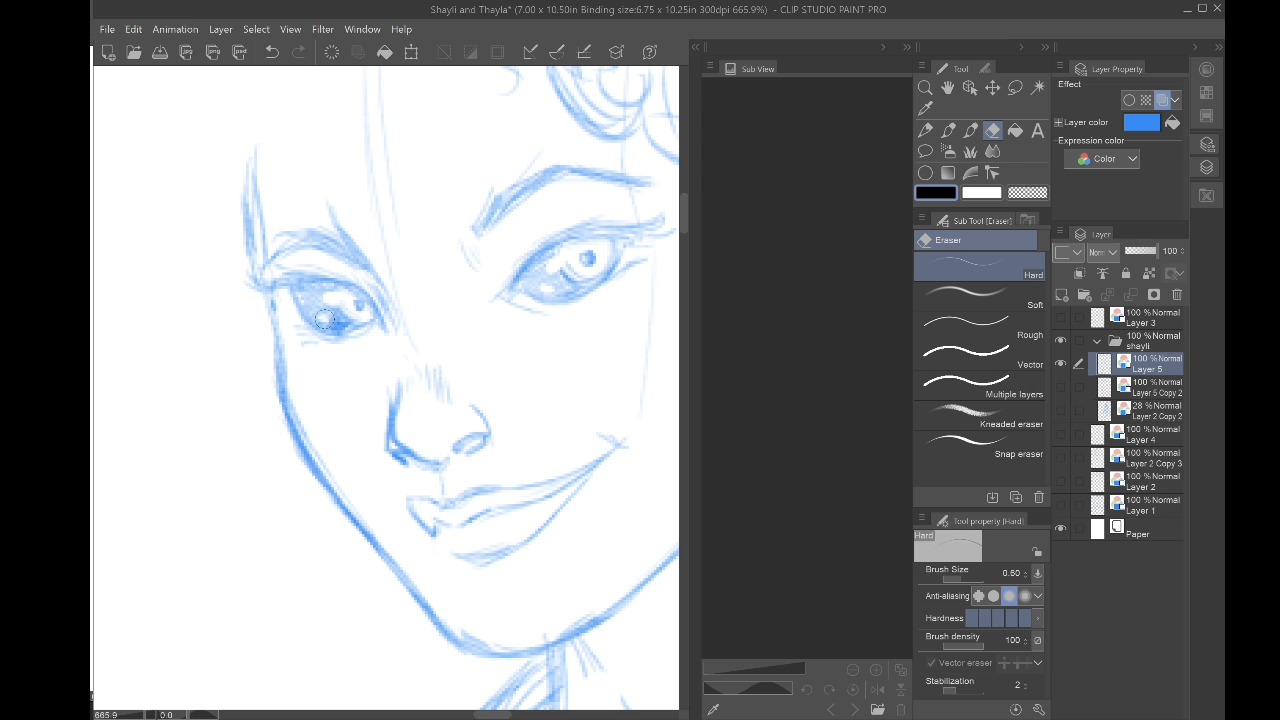 Shayli and Thayla* (7.00 x 10.50in Binding size:6.75 x 10.25in 300dpi 665.9%) - CLIP STUDIO PAINT PRO
File Edit Animation Layer Select View Filter Window Help
Sub View
Tool
Layer Property
Effect
Layer color
Expression color
Color
Sub Tool [Eraser]
Eraser
Hard
Soft
Rough
Vector
Multiple layers
Kneaded eraser
Snap eraser
Layer
Norm 100
100 % Normal
Layer 3
100 % Normal
shayli
100 % Normal
Layer 5
100 % Normal
Layer 5 Copy 2
28 % Normal
Layer 2 Copy 2
100 % Normal
Layer 4
100 % Normal
Layer 2 Copy 3
100 % Normal
Layer 2
100 % Normal
Layer 1
Paper
Tool property [Hard]
Hard
Brush Size 0.60
Anti-aliasing
Hardness
Brush density 100
Vector eraser
Stabilization 2
665.9 0.0